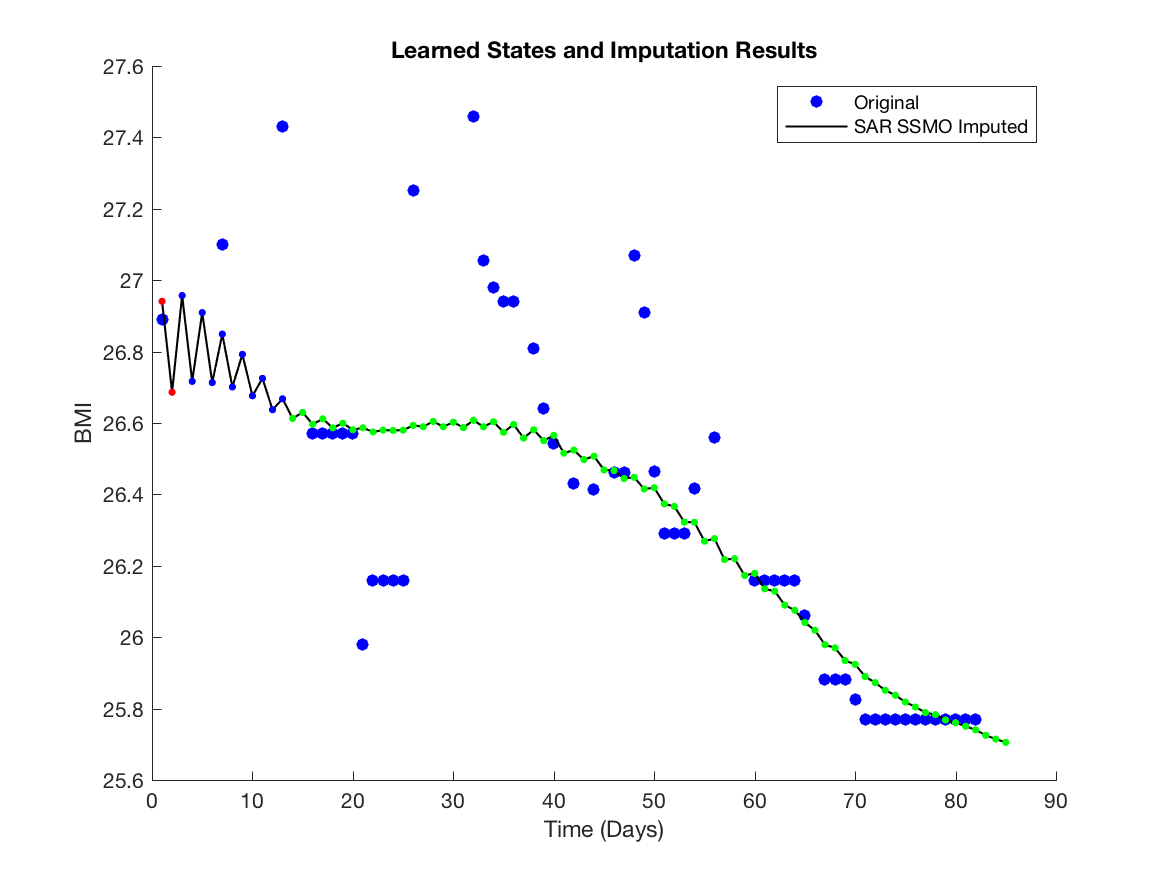 Learned States and Imputation Results
Original
SAR SSMO Imputed
27.6
27.4
27.2
27
26.8
26.6
26.4
26.2
26
25.8
25.6
BMI
0 10 20 30 40 50 60 70 80 90
Time (Days)